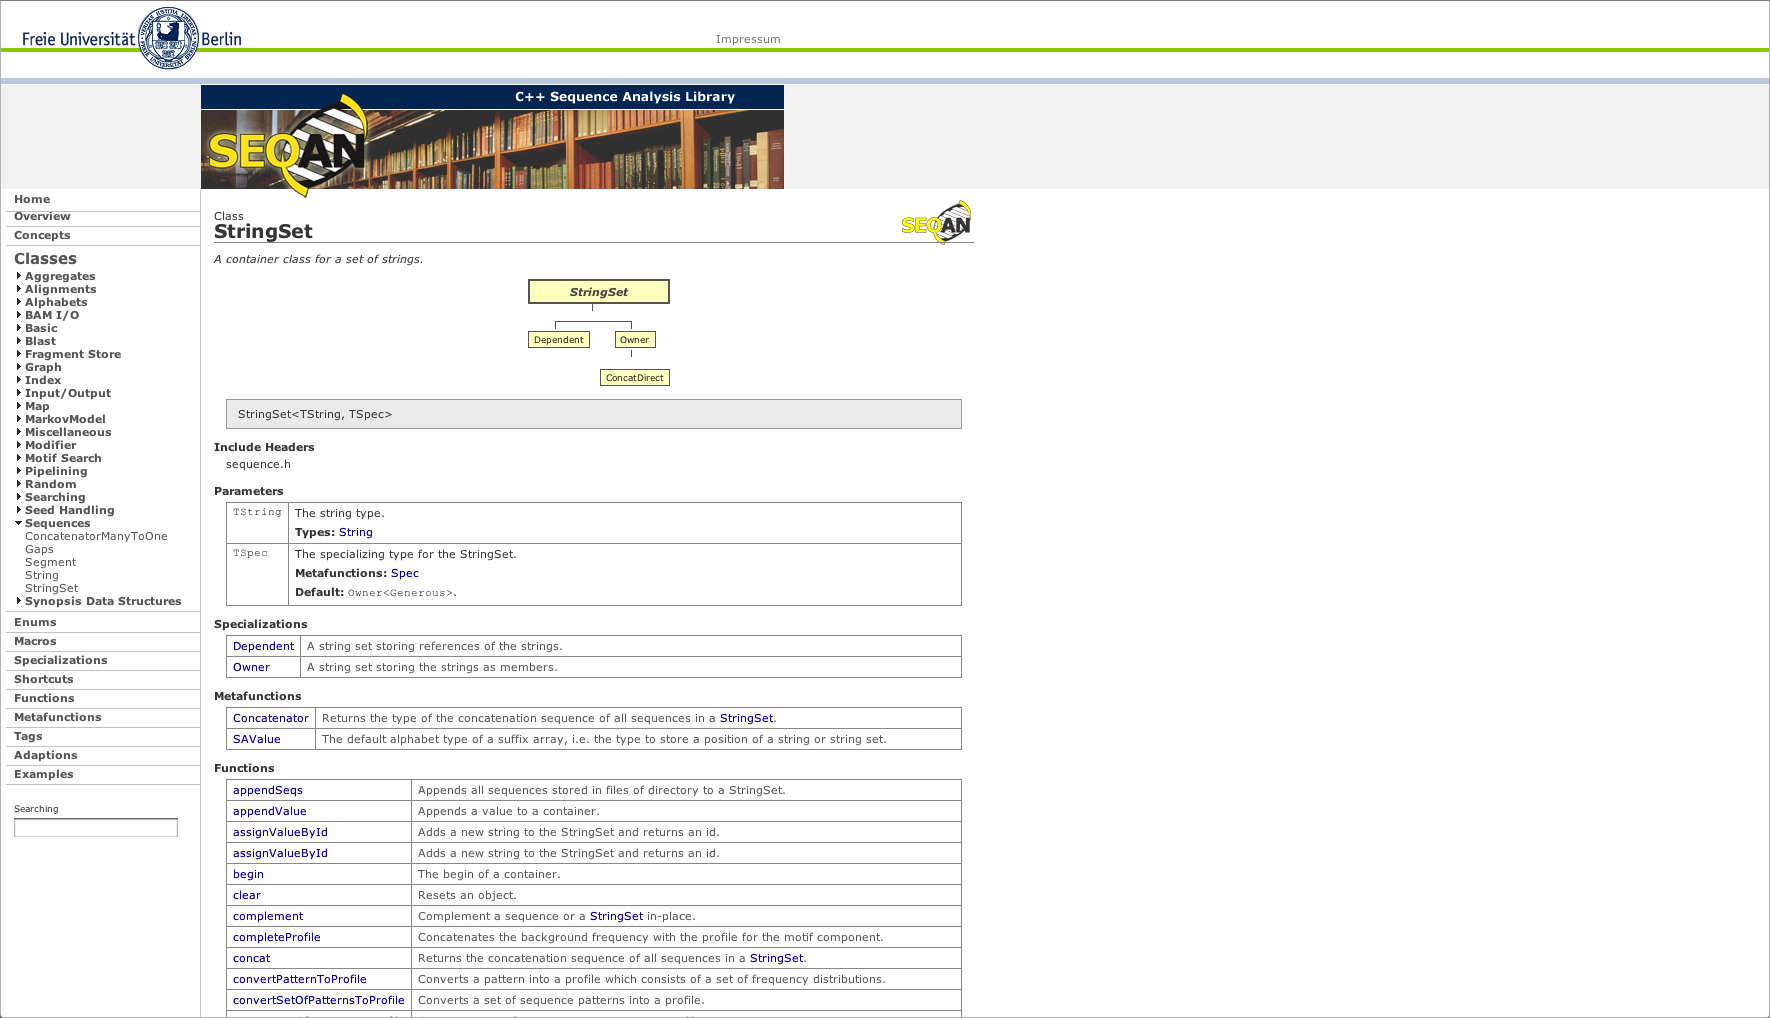 Freie Universität Berlin
Impressum
C++ Sequence Analysis Library
SEQAN
Home
Overview
Concepts
Classes
Aggregates
Alignments
Alphabets
BAM I/O
Basic
Blast
Fragment Store
Graph
Index
Input/Output
Map
MarkovModel
Miscellaneous
Modifier
Motif Search
Pipelining
Random
Searching
Seed Handling
Sequences
ConcatenatorManyToOne
Gaps
Segment
String
StringSet
Synopsis Data Structures
Enums
Macros
Specializations
Shortcuts
Functions
Metafunctions
Tags
Adaptions
Examples
Searching
Class
StringSet
SEQAN
A container class for a set of strings.
StringSet
Dependent Owner
ConcatDirect
StringSet<TString, TSpec>
Include Headers
sequence.h
Parameters
TString The string type.
Types: String
TSpec The specializing type for the StringSet.
Metafunctions: Spec
Default: Owner<Generous>.
Specializations
Dependent A string set storing references of the strings.
Owner A string set storing the strings as members.
Metafunctions
Concatenator Returns the type of the concatenation sequence of all sequences in a StringSet.
SAValue The default alphabet type of a suffix array, i.e. the type to store a position of a string or string set.
Functions
appendSeqs Appends all sequences stored in files of directory to a StringSet.
appendValue Appends a value to a container.
assignValueById Adds a new string to the StringSet and returns an id.
assignValueById Adds a new string to the StringSet and returns an id.
begin The begin of a container.
clear Resets an object.
complement Complement a sequence or a StringSet in-place.
completeProfile Concatenates the background frequency with the profile for the motif component.
concat Returns the concatenation sequence of all sequences in a StringSet.
convertPatternToProfile Converts a pattern into a profile which consists of a set of frequency distributions.
convertSetOfPatternsToProfile Converts a set of sequence patterns into a profile.